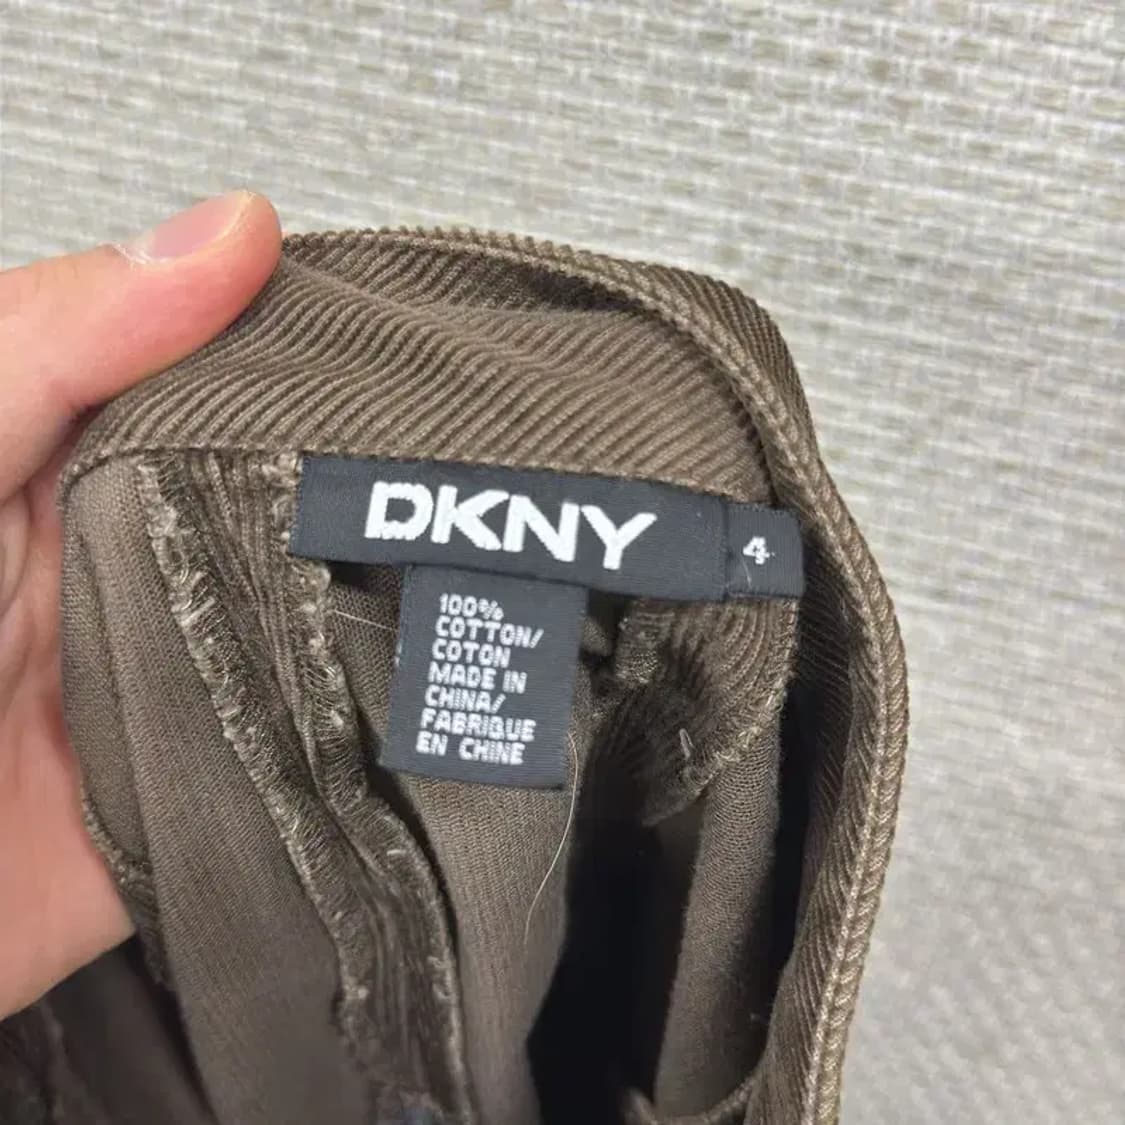 DKNY
4
100%
COTTON/
COTON
MADE IN
CHINA/
FABRIQUE
EN CHINE